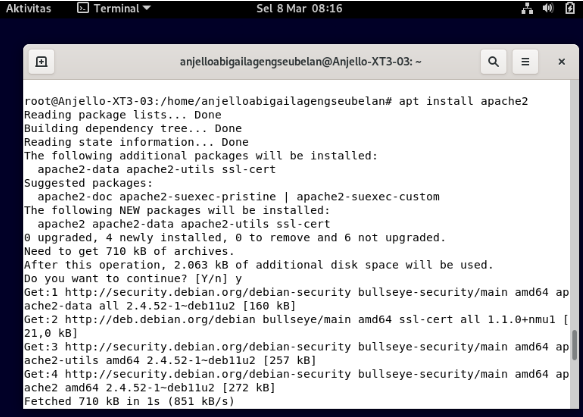 Aktivitas Terminal Sel 8 Mar 08:16
anjelloabigailagengseubelan@Anjello-XT3-03: ~
root@Anjello-XT3-03:/home/anjelloabigailagengseubelan# apt install apache2
Reading package lists... Done
Building dependency tree... Done
Reading state information... Done
The following additional packages will be installed:
  apache2-data apache2-utils ssl-cert
Suggested packages:
  apache2-doc apache2-suexec-pristine | apache2-suexec-custom
The following NEW packages will be installed:
  apache2 apache2-data apache2-utils ssl-cert
0 upgraded, 4 newly installed, 0 to remove and 6 not upgraded.
Need to get 710 kB of archives.
After this operation, 2.063 kB of additional disk space will be used.
Do you want to continue? [Y/n] y
Get:1 http://security.debian.org/debian-security bullseye-security/main amd64 ap
ache2-data all 2.4.52-1~deb11u2 [160 kB]
Get:2 http://deb.debian.org/debian bullseye/main amd64 ssl-cert all 1.1.0+nmu1 [
21,0 kB]
Get:3 http://security.debian.org/debian-security bullseye-security/main amd64 ap
ache2-utils amd64 2.4.52-1~deb11u2 [257 kB]
Get:4 http://security.debian.org/debian-security bullseye-security/main amd64 ap
ache2 amd64 2.4.52-1~deb11u2 [272 kB]
Fetched 710 kB in 1s (851 kB/s)